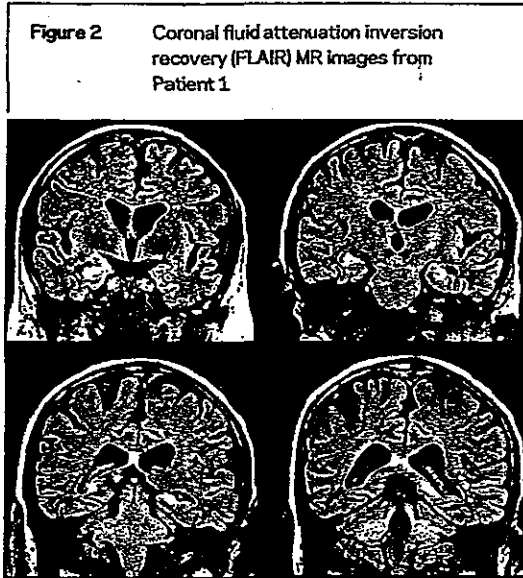 Figure 2 Coronal fluid attenuation inversion
recovery (FLAIR) MR images from
Patient 1